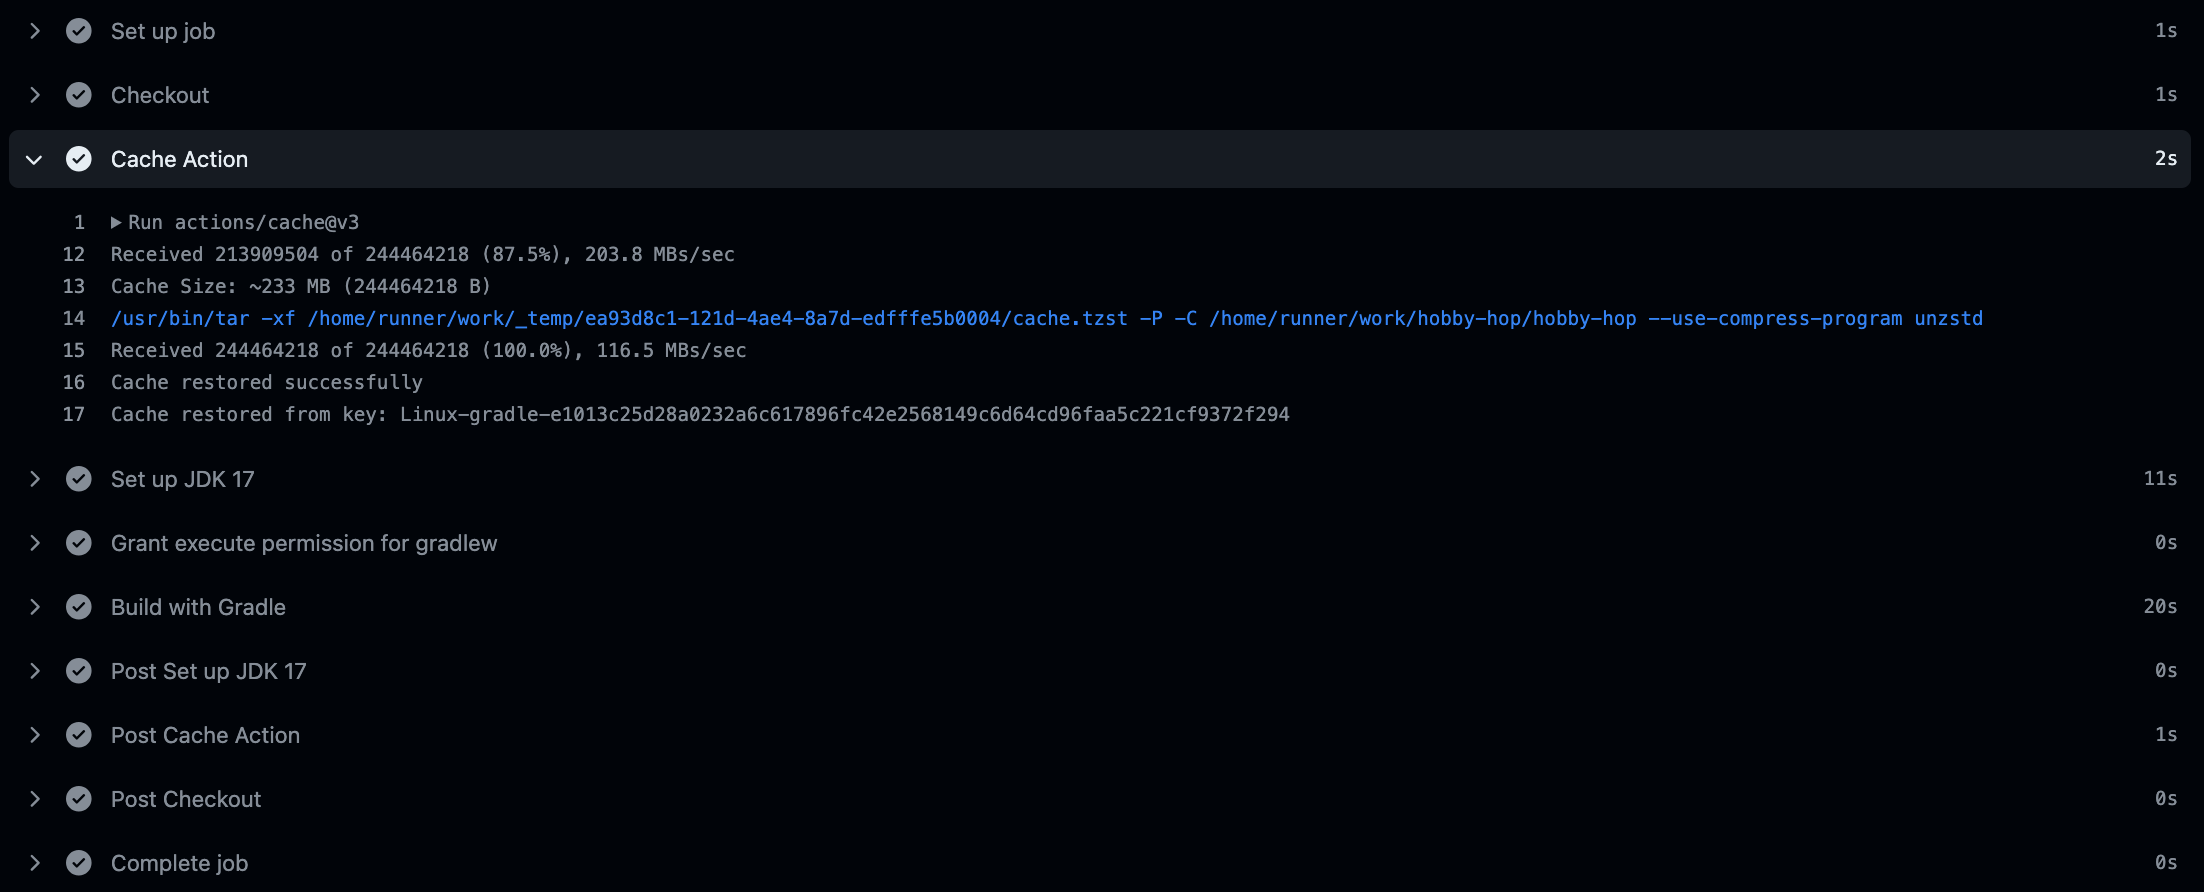 Set up job 1s
Checkout 1s
Cache Action 2s
1 Run actions/cache@v3
12 Received 213909504 of 244464218 (87.5%), 203.8 MBs/sec
13 Cache Size: ~233 MB (244464218 B)
14 /usr/bin/tar -xf /home/runner/work/_temp/ea93d8c1-121d-4ae4-8a7d-edfffe5b0004/cache.tzst -P -C /home/runner/work/hobby-hop/hobby-hop --use-compress-program unzstd
15 Received 244464218 of 244464218 (100.0%), 116.5 MBs/sec
16 Cache restored successfully
17 Cache restored from key: Linux-gradle-e1013c25d28a0232a6c617896fc42e2568149c6d64cd96faa5c221cf9372f294
Set up JDK 17 11s
Grant execute permission for gradlew 0s
Build with Gradle 20s
Post Set up JDK 17 0s
Post Cache Action 1s
Post Checkout 0s
Complete job 0s